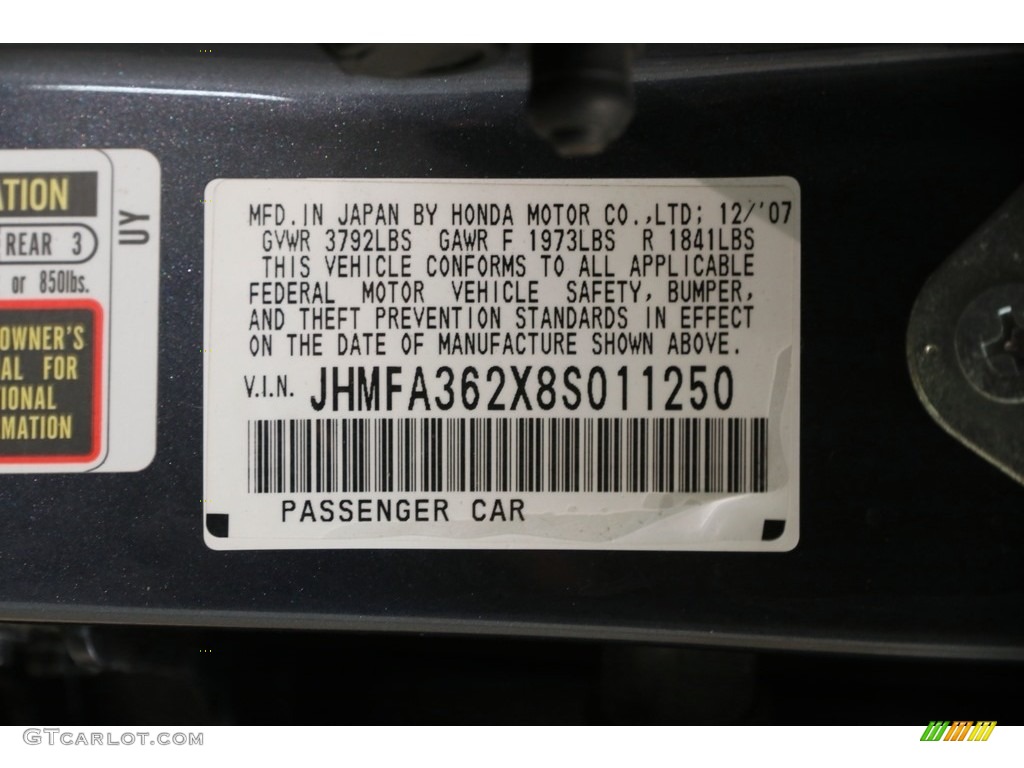 ATION
REAR 3
or 850lbs.
OWNER'S
AL FOR
IONAL
MATION
UY
MFD. IN JAPAN BY HONDA MOTOR CO.,LTD; 12/'07
GVWR 3792LBS GAWR F 1973LBS R 1841LBS
THIS VEHICLE CONFORMS TO ALL APPLICABLE
FEDERAL MOTOR VEHICLE SAFETY, BUMPER,
AND THEFT PREVENTION STANDARDS IN EFFECT
ON THE DATE OF MANUFACTURE SHOWN ABOVE.
V.I.N. JHMFA362X8S011250
PASSENGER CAR
GTCARLOT.COM